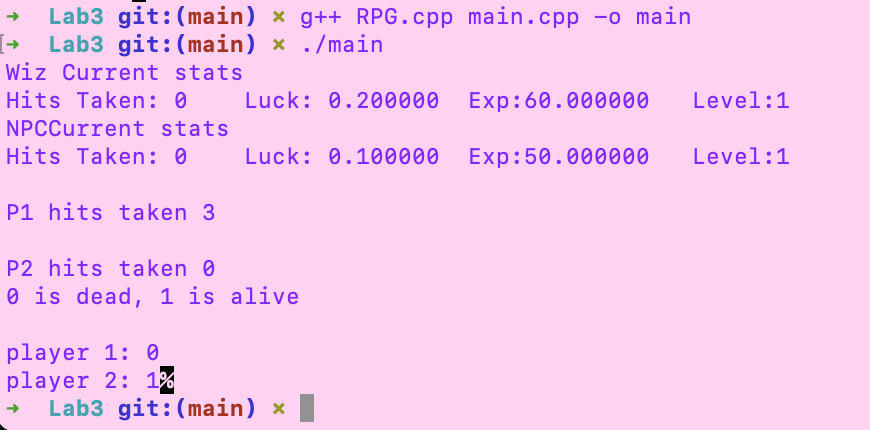 ➜  Lab3 git:(main) × g++ RPG.cpp main.cpp -o main
➜  Lab3 git:(main) × ./main
Wiz Current stats
Hits Taken: 0    Luck: 0.200000  Exp:60.000000   Level:1
NPCCurrent stats
Hits Taken: 0    Luck: 0.100000  Exp:50.000000   Level:1
P1 hits taken 3
P2 hits taken 0
0 is dead, 1 is alive
player 1: 0
player 2: 1%
➜  Lab3 git:(main) ×